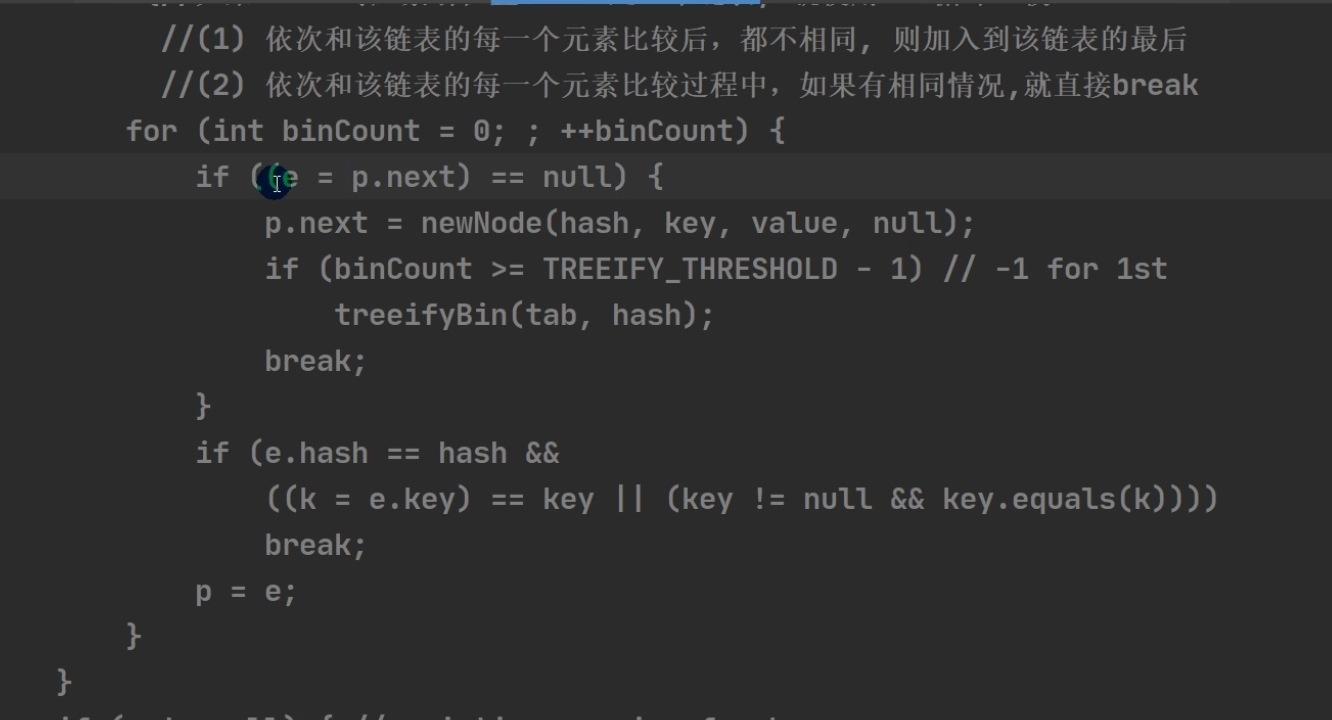 //(1) 依次和该链表的每一个元素比较后，都不相同, 则加入到该链表的最后
//(2) 依次和该链表的每一个元素比较过程中，如果有相同情况,就直接break
for (int binCount = 0; ; ++binCount) {
if ((e = p.next) == null) {
p.next = newNode(hash, key, value, null);
if (binCount >= TREEIFY_THRESHOLD - 1) // -1 for 1st
treeifyBin(tab, hash);
break;
}
if (e.hash == hash &&
((k = e.key) == key || (key != null && key.equals(k))))
break;
p = e;
}
}